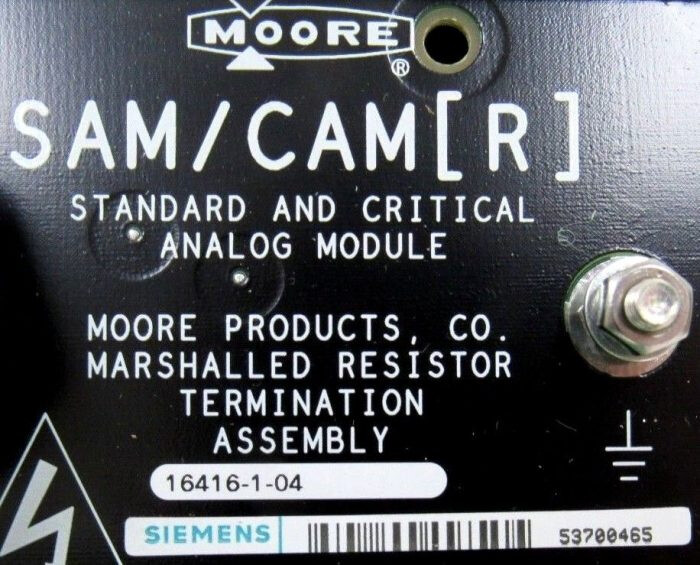 MOORE
®
SAM/CAM[R]
STANDARD AND CRITICAL
ANALOG MODULE
MOORE PRODUCTS, CO.
MARSHALLED RESISTOR
TERMINATION
ASSEMBLY
16416-1-04
SIEMENS 53700465